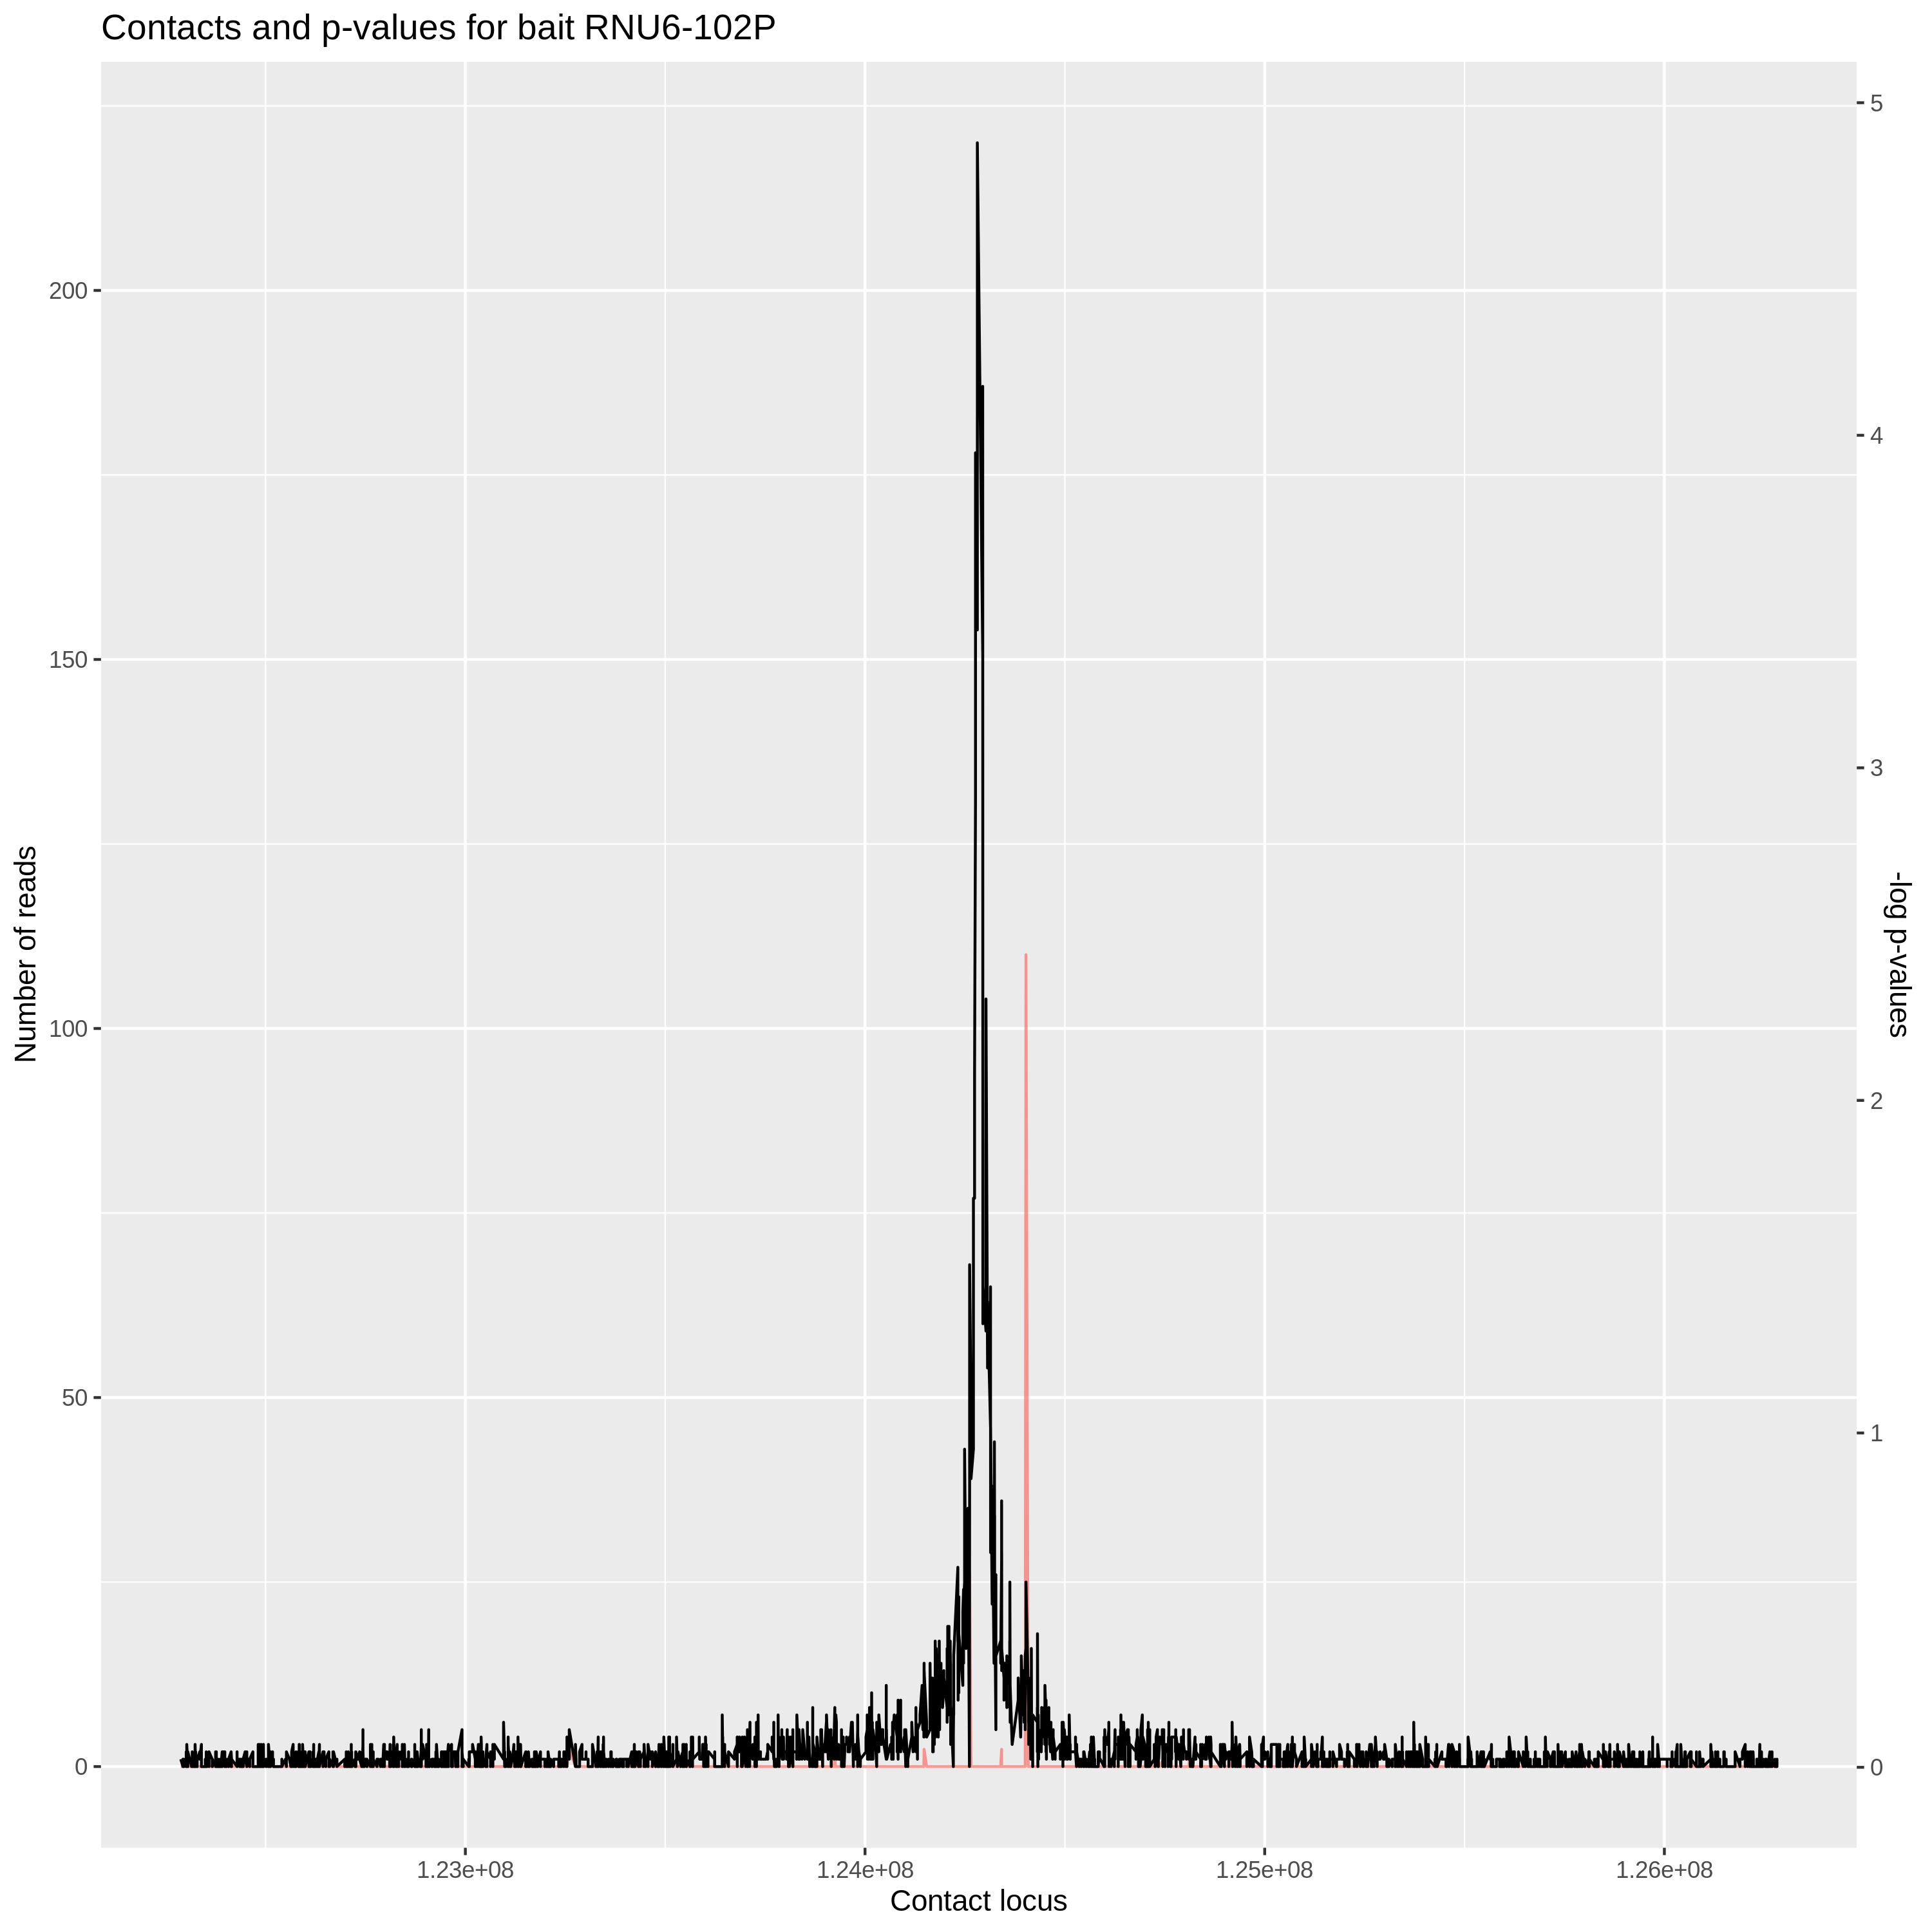 Contacts and p-values for bait RNU6-102P
Number of reads
200
150
100
50
0
5
4
3
2
1
0
-log p-values
1.23e+08
1.24e+08
1.25e+08
1.26e+08
Contact locus